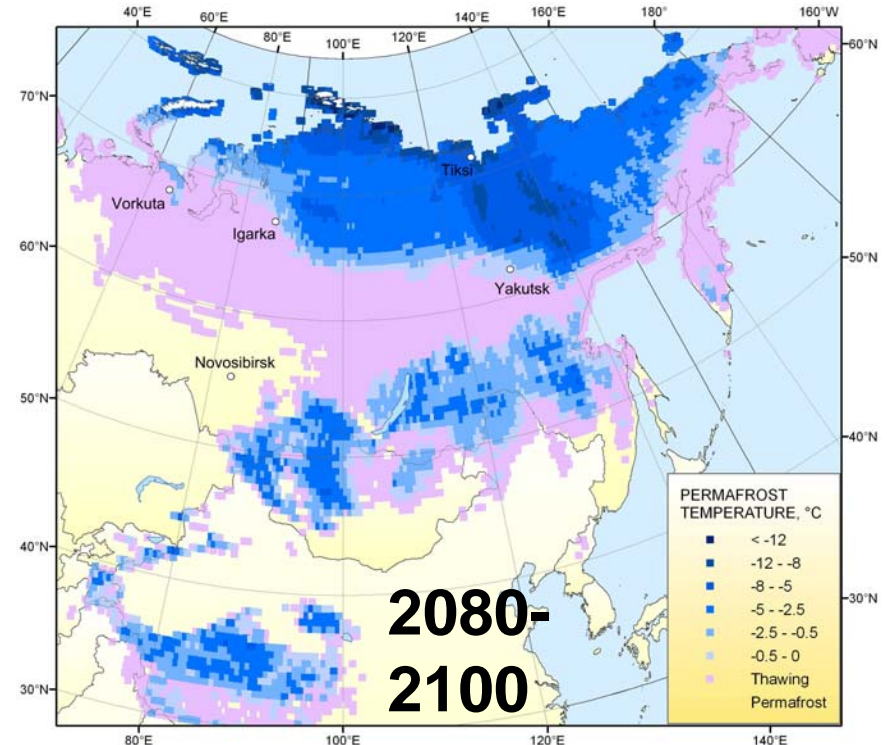 40°E 60°E 80°E 100°E 120°E 140°E 160°E 180° 160°W
60°N
70°N
Tiksi
Vorkuta
Igarka
60°N
50°N
Yakutsk
Novosibirsk
50°N
40°N
PERMAFROST
TEMPERATURE, °C
< -12
-12 - -8
-8 - -5
-5 - -2.5
-2.5 - -0.5
-0.5 - 0
Thawing
Permafrost
40°N
30°N
2080-
2100
30°N
80°E 100°E 120°E 140°E